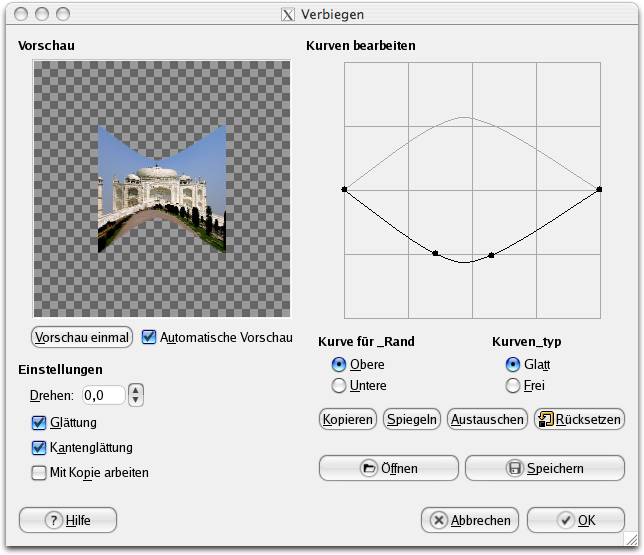 Verbiegen
Vorschau
Vorschau einmal
Automatische Vorschau
Einstellungen
Drehen: 0,0
Glättung
Kantenglättung
Mit Kopie arbeiten
Kurven bearbeiten
Kurve für _Rand
Obere
Untere
Kurven_typ
Glatt
Frei
Kopieren
Spiegeln
Austauschen
Rücksetzen
Öffnen
Speichern
Hilfe
Abbrechen
OK